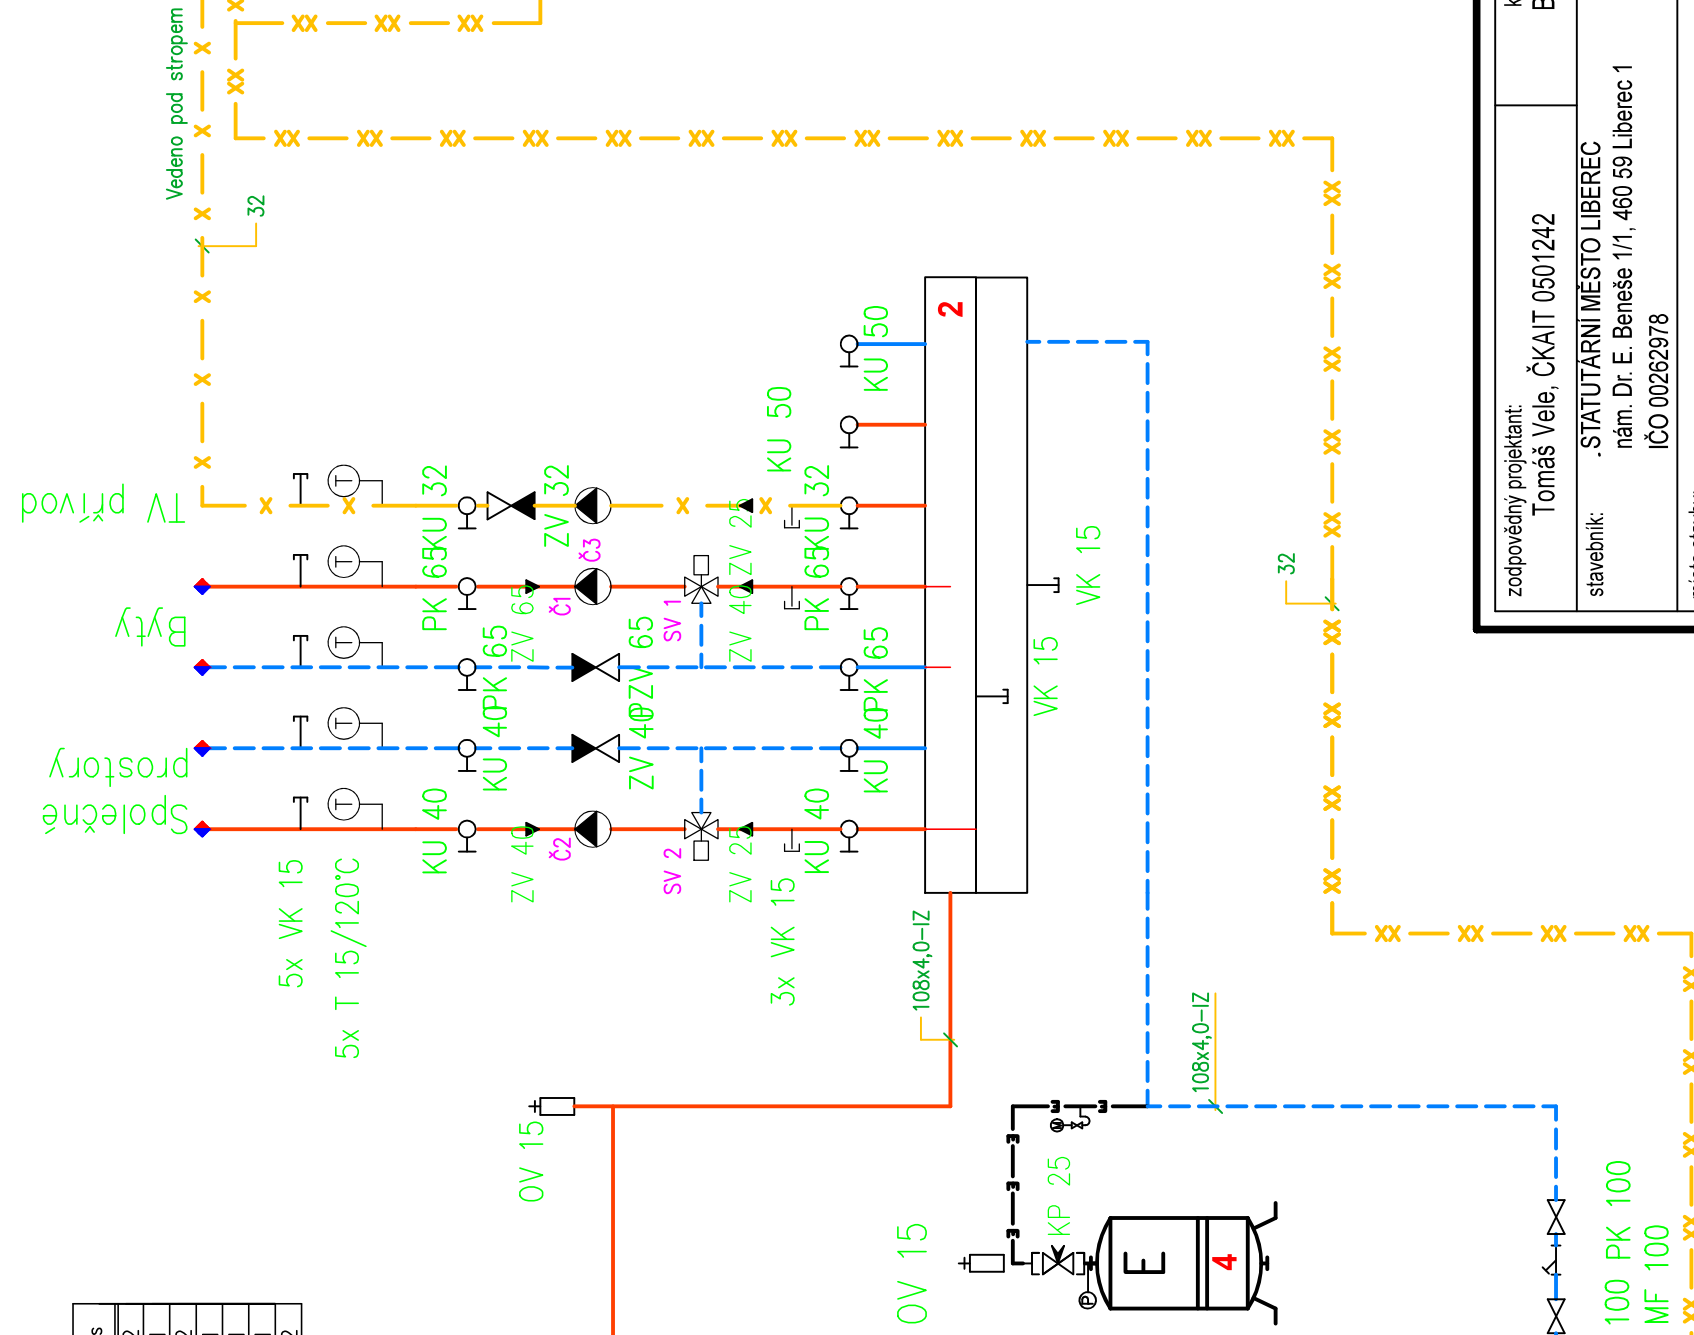 Vedeno pod stropem
32
TV přívod
Byty
prostory
Společné
5x VK 15
5x T 15/120°C
T
T
T
T
T
KU 32
PK 65
PK 65
KU 40
KU 40
ZV 32
ZV 65
ZV 65
ZV 40
ZV 40
Č3
Č1
Č2
SV 1
SV 2
ZV 25
ZV 40
ZV 25
3x VK 15
KU 50
KU 50
KU 32
PK 65
PK 65
KU 40
KU 40
2
VK 15
VK 15
32
108x4,0-IZ
108x4,0-IZ
OV 15
OV 15
KP 25
M
P
E
4
100 PK 100
MF 100
zodpovědný projektant:
Tomáš Vele, ČKAIT 0501242
stavebník:
.STATUTÁRNÍ MĚSTO LIBEREC
nám. Dr. E. Beneše 1/1, 460 59 Liberec 1
IČO 00262978